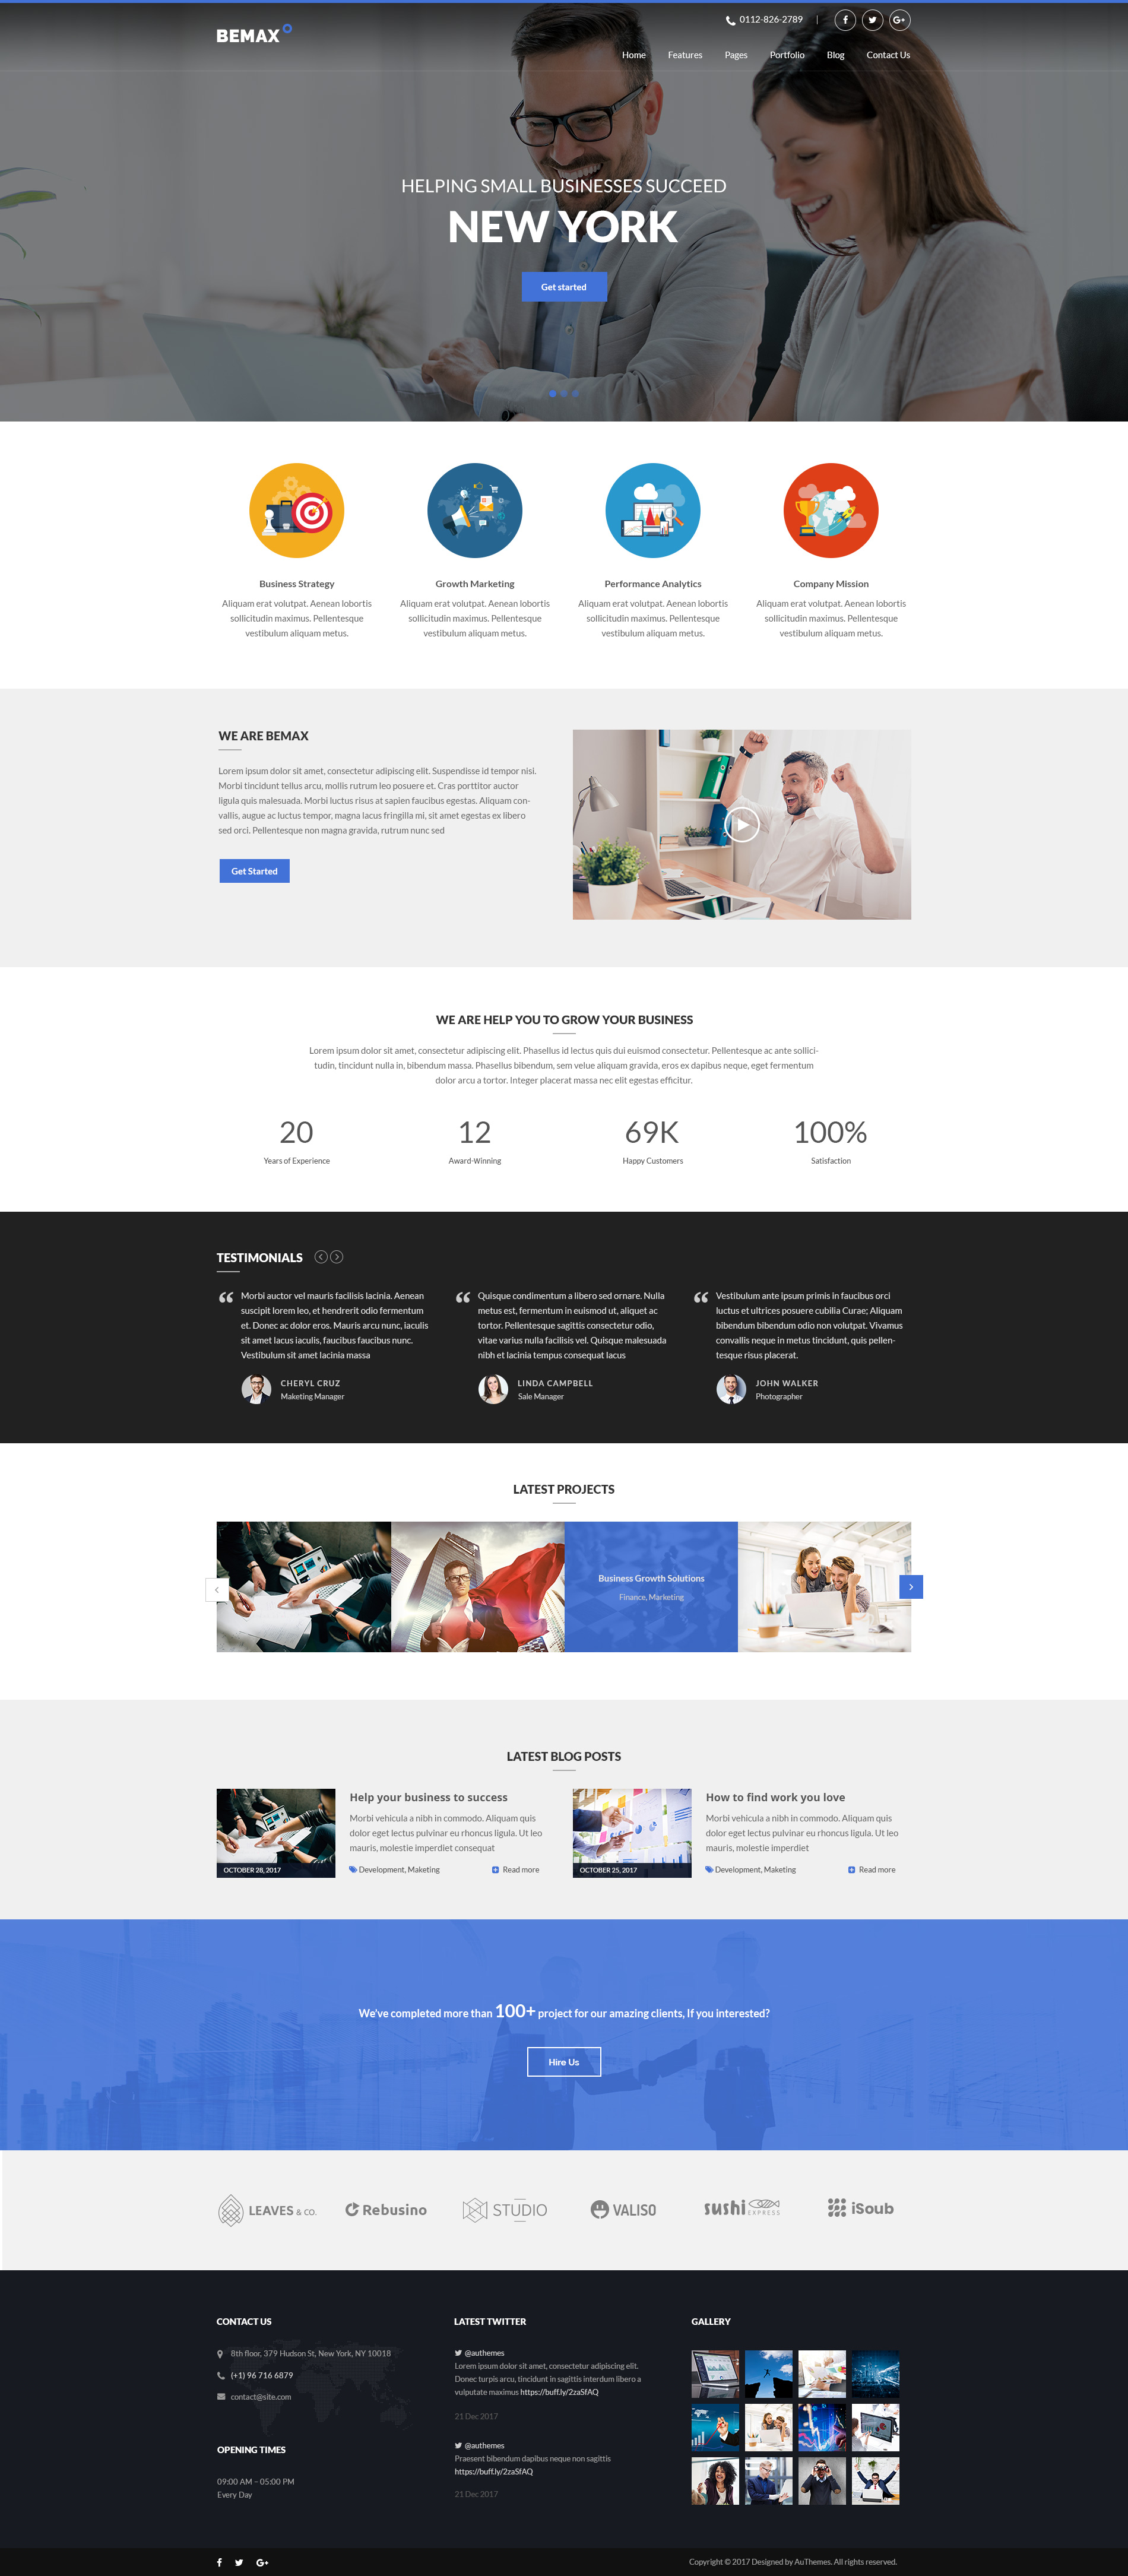 BEMAX
0112-826-2789
Home Features Pages Portfolio Blog Contact Us
HELPING SMALL BUSINESSES SUCCEED
NEW YORK
Get started
Business Strategy
Aliquam erat volutpat. Aenean lobortis
sollicitudin maximus. Pellentesque
vestibulum aliquam metus.
Growth Marketing
Aliquam erat volutpat. Aenean lobortis
sollicitudin maximus. Pellentesque
vestibulum aliquam metus.
Performance Analytics
Aliquam erat volutpat. Aenean lobortis
sollicitudin maximus. Pellentesque
vestibulum aliquam metus.
Company Mission
Aliquam erat volutpat. Aenean lobortis
sollicitudin maximus. Pellentesque
vestibulum aliquam metus.
WE ARE BEMAX
Lorem ipsum dolor sit amet, consectetur adipiscing elit. Suspendisse id tempor nisi.
Morbi tincidunt tellus arcu, mollis rutrum leo posuere et. Cras porttitor auctor
ligula quis malesuada. Morbi luctus risus at sapien faucibus egestas. Aliquam con-
vallis, augue ac luctus tempor, magna lacus fringilla mi, sit amet egestas ex libero
sed orci. Pellentesque non magna gravida, rutrum nunc sed
Get Started
WE ARE HELP YOU TO GROW YOUR BUSINESS
Lorem ipsum dolor sit amet, consectetur adipiscing elit. Phasellus id lectus quis dui euismod consectetur. Pellentesque ac ante sollici-
tudin, tincidunt nulla in, bibendum massa. Phasellus bibendum, sem velue aliquam gravida, eros ex dapibus neque, eget fermentum
dolor arcu a tortor. Integer placerat massa nec elit egestas efficitur.
20
Years of Experience
12
Award-Winning
69K
Happy Customers
100%
Satisfaction
TESTIMONIALS
Morbi auctor vel mauris facilisis lacinia. Aenean
suscipit lorem leo, et hendrerit odio fermentum
et. Donec ac dolor eros. Mauris arcu nunc, iaculis
sit amet lacus iaculis, faucibus faucibus nunc.
Vestibulum sit amet lacinia massa
CHERYL CRUZ
Maketing Manager
Quisque condimentum a libero sed ornare. Nulla
metus est, fermentum in euismod ut, aliquet ac
tortor. Pellentesque sagittis consectetur odio,
vitae varius nulla facilisis vel. Quisque malesuada
nibh et lacinia tempus consequat lacus
LINDA CAMPBELL
Sale Manager
Vestibulum ante ipsum primis in faucibus orci
luctus et ultrices posuere cubilia Curae; Aliquam
bibendum bibendum odio non volutpat. Vivamus
convallis neque in metus tincidunt, quis pellen-
tesque risus placerat.
JOHN WALKER
Photographer
LATEST PROJECTS
Business Growth Solutions
Finance, Marketing
LATEST BLOG POSTS
OCTOBER 28, 2017
Help your business to success
Morbi vehicula a nibh in commodo. Aliquam quis
dolor eget lectus pulvinar eu rhoncus ligula. Ut leo
mauris, molestie imperdiet consequat
Development, Maketing Read more
OCTOBER 25, 2017
How to find work you love
Morbi vehicula a nibh in commodo. Aliquam quis
dolor eget lectus pulvinar eu rhoncus ligula. Ut leo
mauris, molestie imperdiet
Development, Maketing Read more
We've completed more than 100+ project for our amazing clients, If you interested?
Hire Us
LEAVES & CO.
Rebusino
STUDIO
VALISO
sushi EXPRESS
iSoub
CONTACT US
8th floor, 379 Hudson St, New York, NY 10018
(+1) 96 716 6879
contact@site.com
OPENING TIMES
09:00 AM – 05:00 PM
Every Day
LATEST TWITTER
@authemes
Lorem ipsum dolor sit amet, consectetur adipiscing elit.
Donec turpis arcu, tincidunt in sagittis interdum libero a
vulputate maximus https://buff.ly/2zaSfAQ
21 Dec 2017
@authemes
Praesent bibendum dapibus neque non sagittis
https://buff.ly/2zaSfAQ
21 Dec 2017
GALLERY
Copyright © 2017 Designed by AuThemes. All rights reserved.